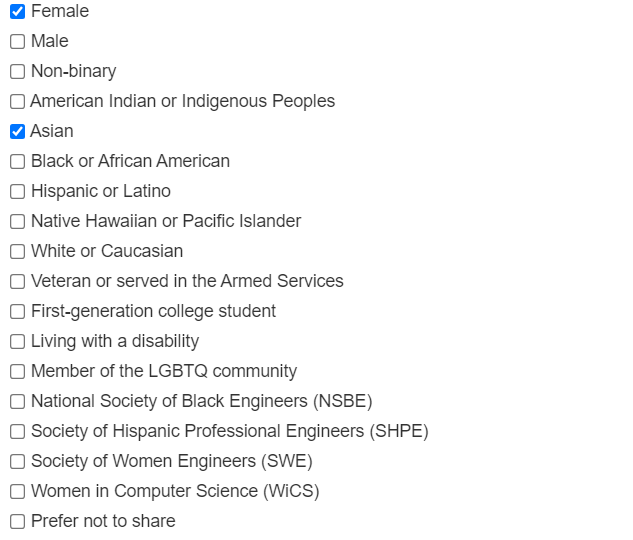 Female
Male
Non-binary
American Indian or Indigenous Peoples
Asian
Black or African American
Hispanic or Latino
Native Hawaiian or Pacific Islander
White or Caucasian
Veteran or served in the Armed Services
First-generation college student
Living with a disability
Member of the LGBTQ community
National Society of Black Engineers (NSBE)
Society of Hispanic Professional Engineers (SHPE)
Society of Women Engineers (SWE)
Women in Computer Science (WiCS)
Prefer not to share